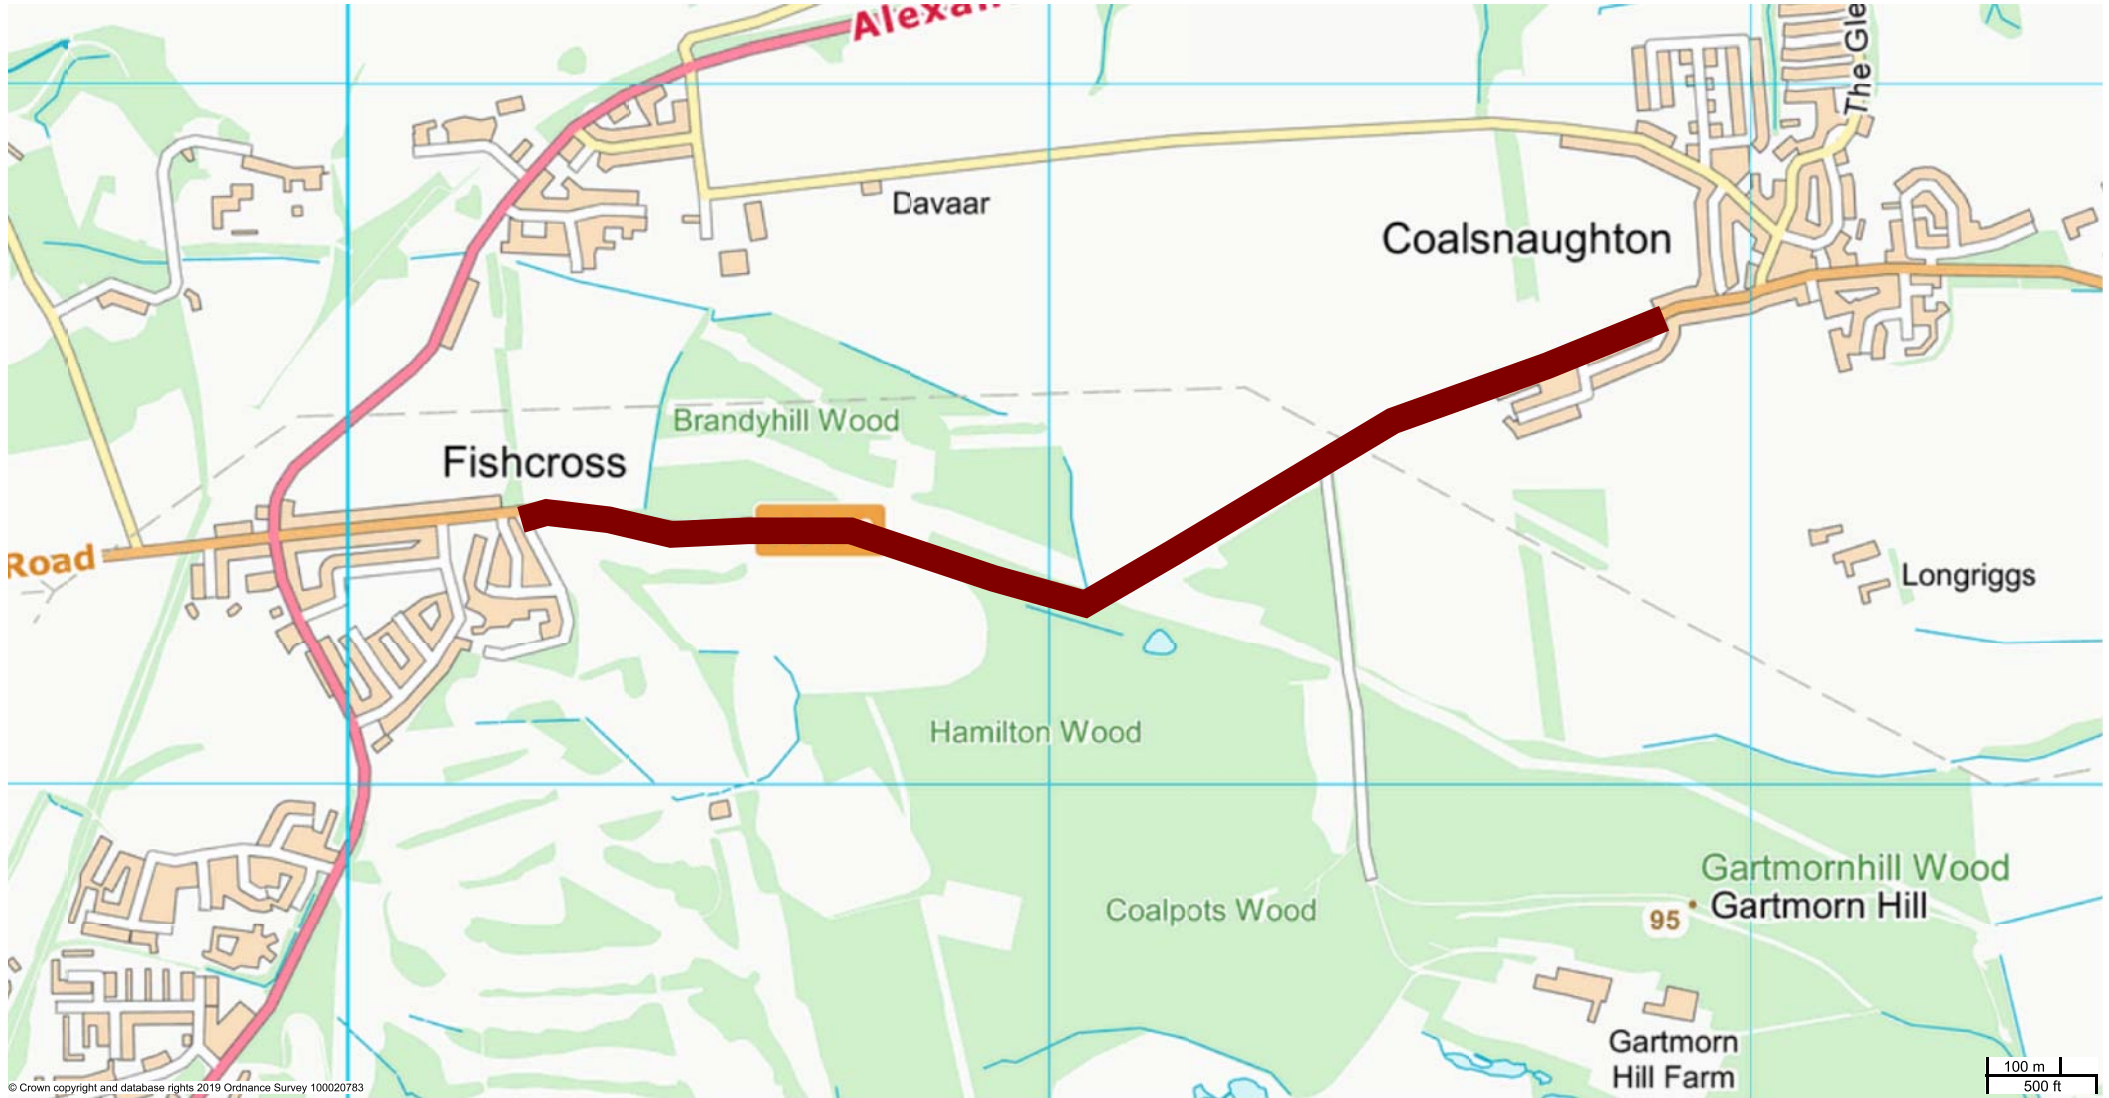 The Gle
Davaar
Coalsnaughton
Brandyhill Wood
Fishcross
Road
Longriggs
Hamilton Wood
Gartmornhill Wood
Coalpots Wood
95
Gartmorn Hill
Gartmorn
Hill Farm
100 m
500 ft
© Crown copyright and database rights 2019 Ordnance Survey 100020783